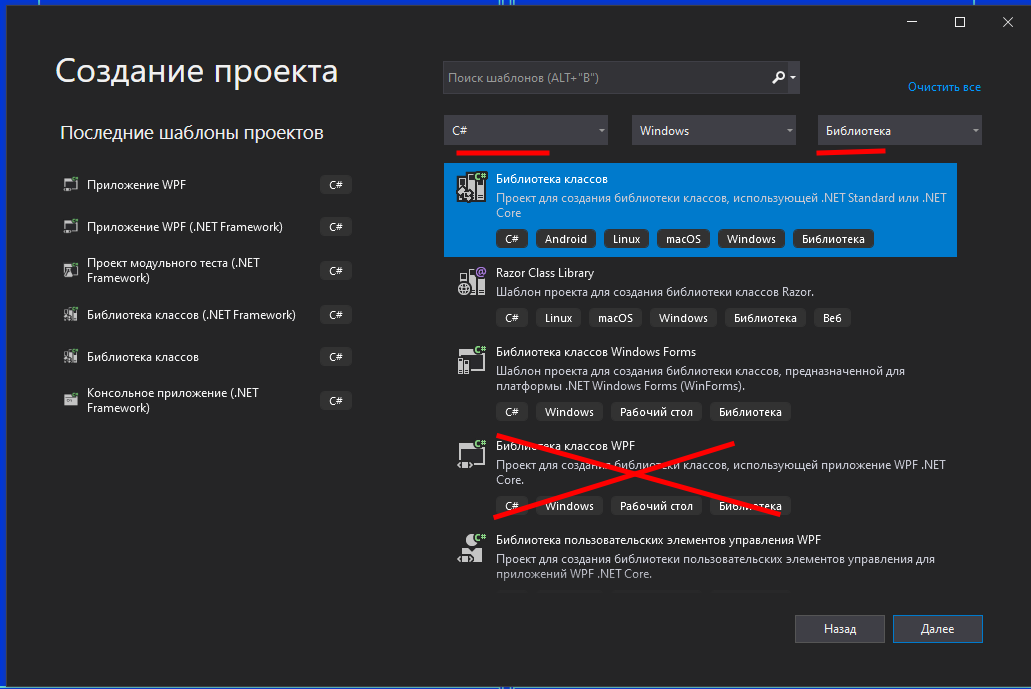 Создание проекта
Последние шаблоны проектов
Приложение WPF C#
Приложение WPF (.NET Framework) C#
Проект модульного теста (.NET
Framework) C#
Библиотека классов (.NET Framework) C#
Библиотека классов C#
Консольное приложение (.NET
Framework) C#
Поиск шаблонов (ALT+"B")
Очистить все
C# Windows Библиотека
Библиотека классов
Проект для создания библиотеки классов, использующей .NET Standard или .NET
Core
C# Android Linux macOS Windows Библиотека
Razor Class Library
Шаблон проекта для создания библиотеки классов Razor.
C# Linux macOS Windows Библиотека Веб
Библиотека классов Windows Forms
Шаблон проекта для создания библиотеки классов, предназначенной для
платформы .NET Windows Forms (WinForms).
C# Windows Рабочий стол Библиотека
Библиотека классов WPF
Проект для создания библиотеки классов, использующей приложение WPF .NET
Core.
C# Windows Рабочий стол Библиотека
Библиотека пользовательских элементов управления WPF
Проект для создания библиотеки пользовательских элементов управления для
приложений WPF .NET Core.
Назад Далее